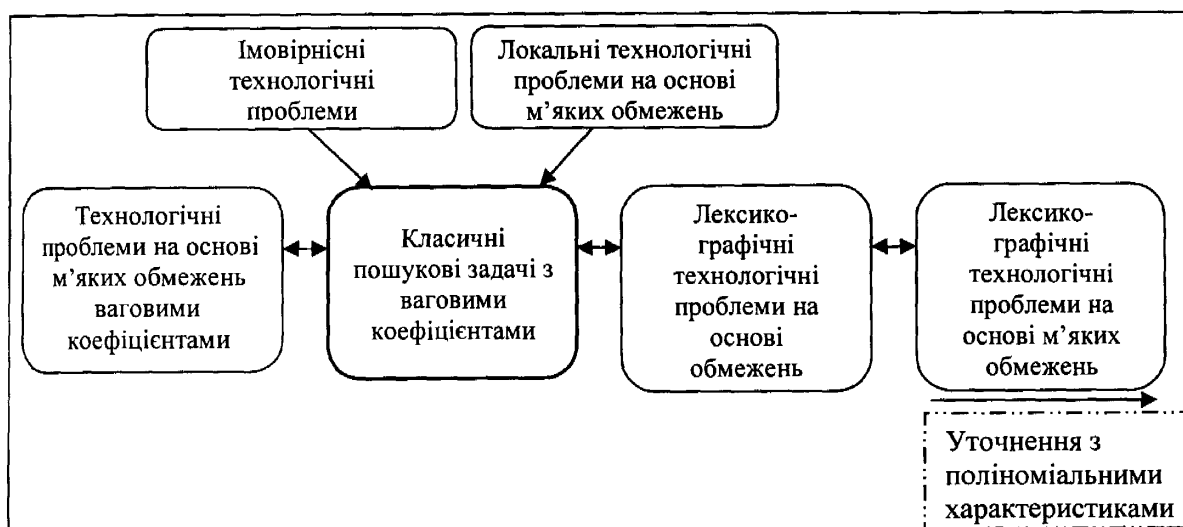 Імовірнісні
технологічні
проблеми
Локальні технологічні
проблеми на основі
м’яких обмежень
Технологічні
проблеми на основі
м’яких обмежень
ваговими
коефіцієнтами
Класичні
пошукові задачі з
ваговими
коефіцієнтами
Лексико-
графічні
технологічні
проблеми на
основі
обмежень
Лексико-
графічні
технологічні
проблеми на
основі м’яких
обмежень
Уточнення з
поліноміальними
характеристиками